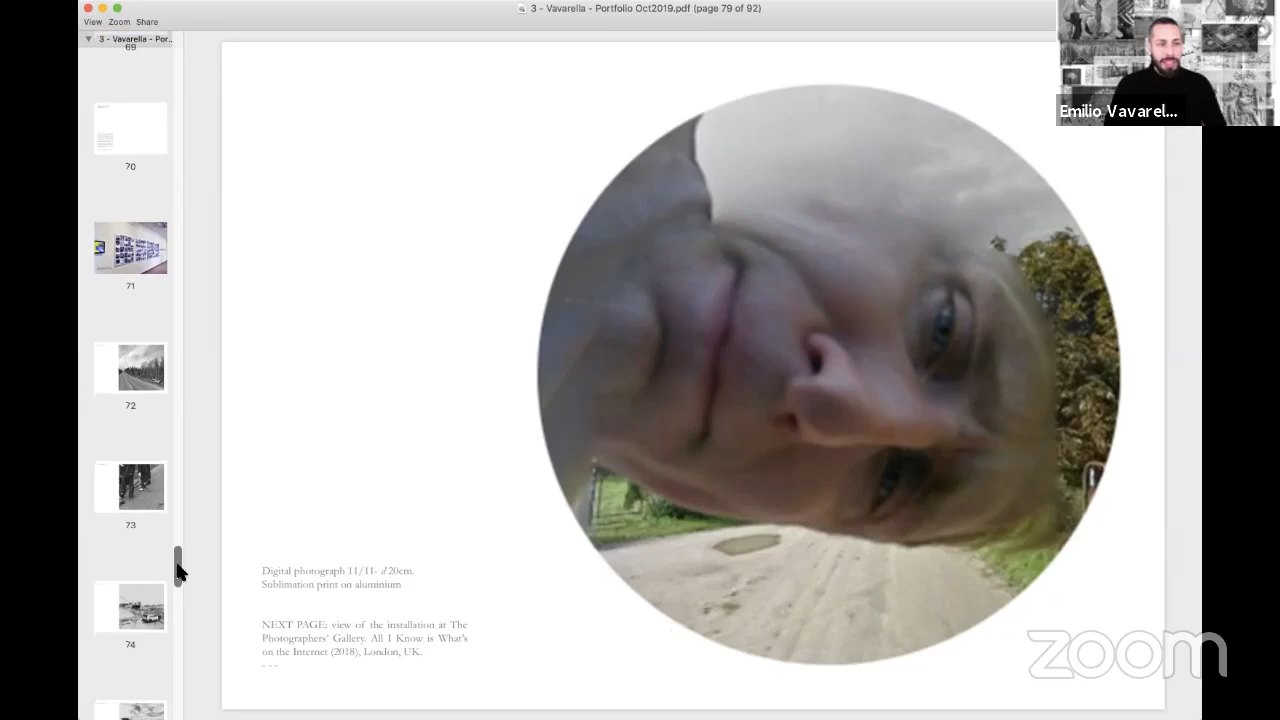 3 - Vavarella - Portfolio Oct2019.pdf (page 79 of 92)
View Zoom Share
3 - Vavarella - Por...
69
70
71
72
73
74
Emilio Vavarel...
Digital photograph 11/11- d 20cm.
Sublimation print on aluminium
NEXT PAGE: view of the installation at The
Photographers' Gallery. All I Know is What's
on the Internet (2018), London, UK.
- - -
zoom